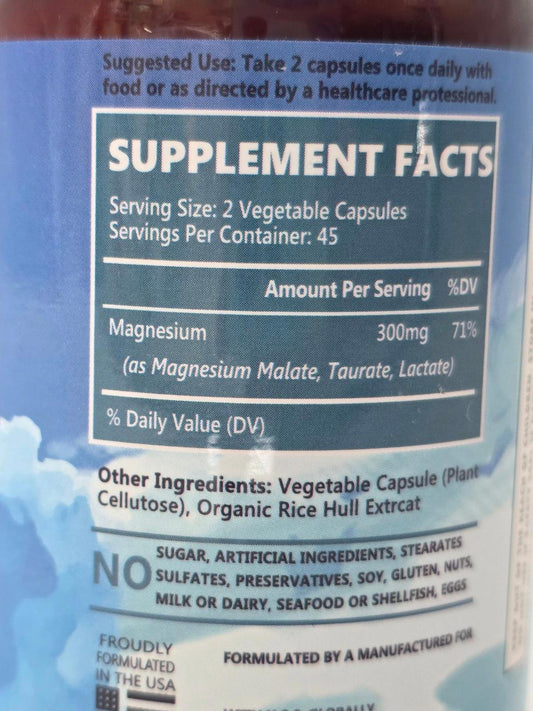 Suggested Use: Take 2 capsules once daily with
food or as directed by a healthcare professional.
SUPPLEMENT FACTS
Serving Size: 2 Vegetable Capsules
Servings Per Container: 45
Amount Per Serving %DV
Magnesium 300mg 71%
(as Magnesium Malate, Taurate, Lactate)
% Daily Value (DV)
Other Ingredients: Vegetable Capsule (Plant
Cellutose), Organic Rice Hull Extrcat
NO
SUGAR, ARTIFICIAL INGREDIENTS, STEARATES
SULFATES, PRESERVATIVES, SOY, GLUTEN, NUTS,
MILK OR DAIRY, SEAFOOD OR SHELLFISH, EGGS
PROUDLY
FORMULATED
IN THE USA
FORMULATED BY A MANUFACTURED FOR